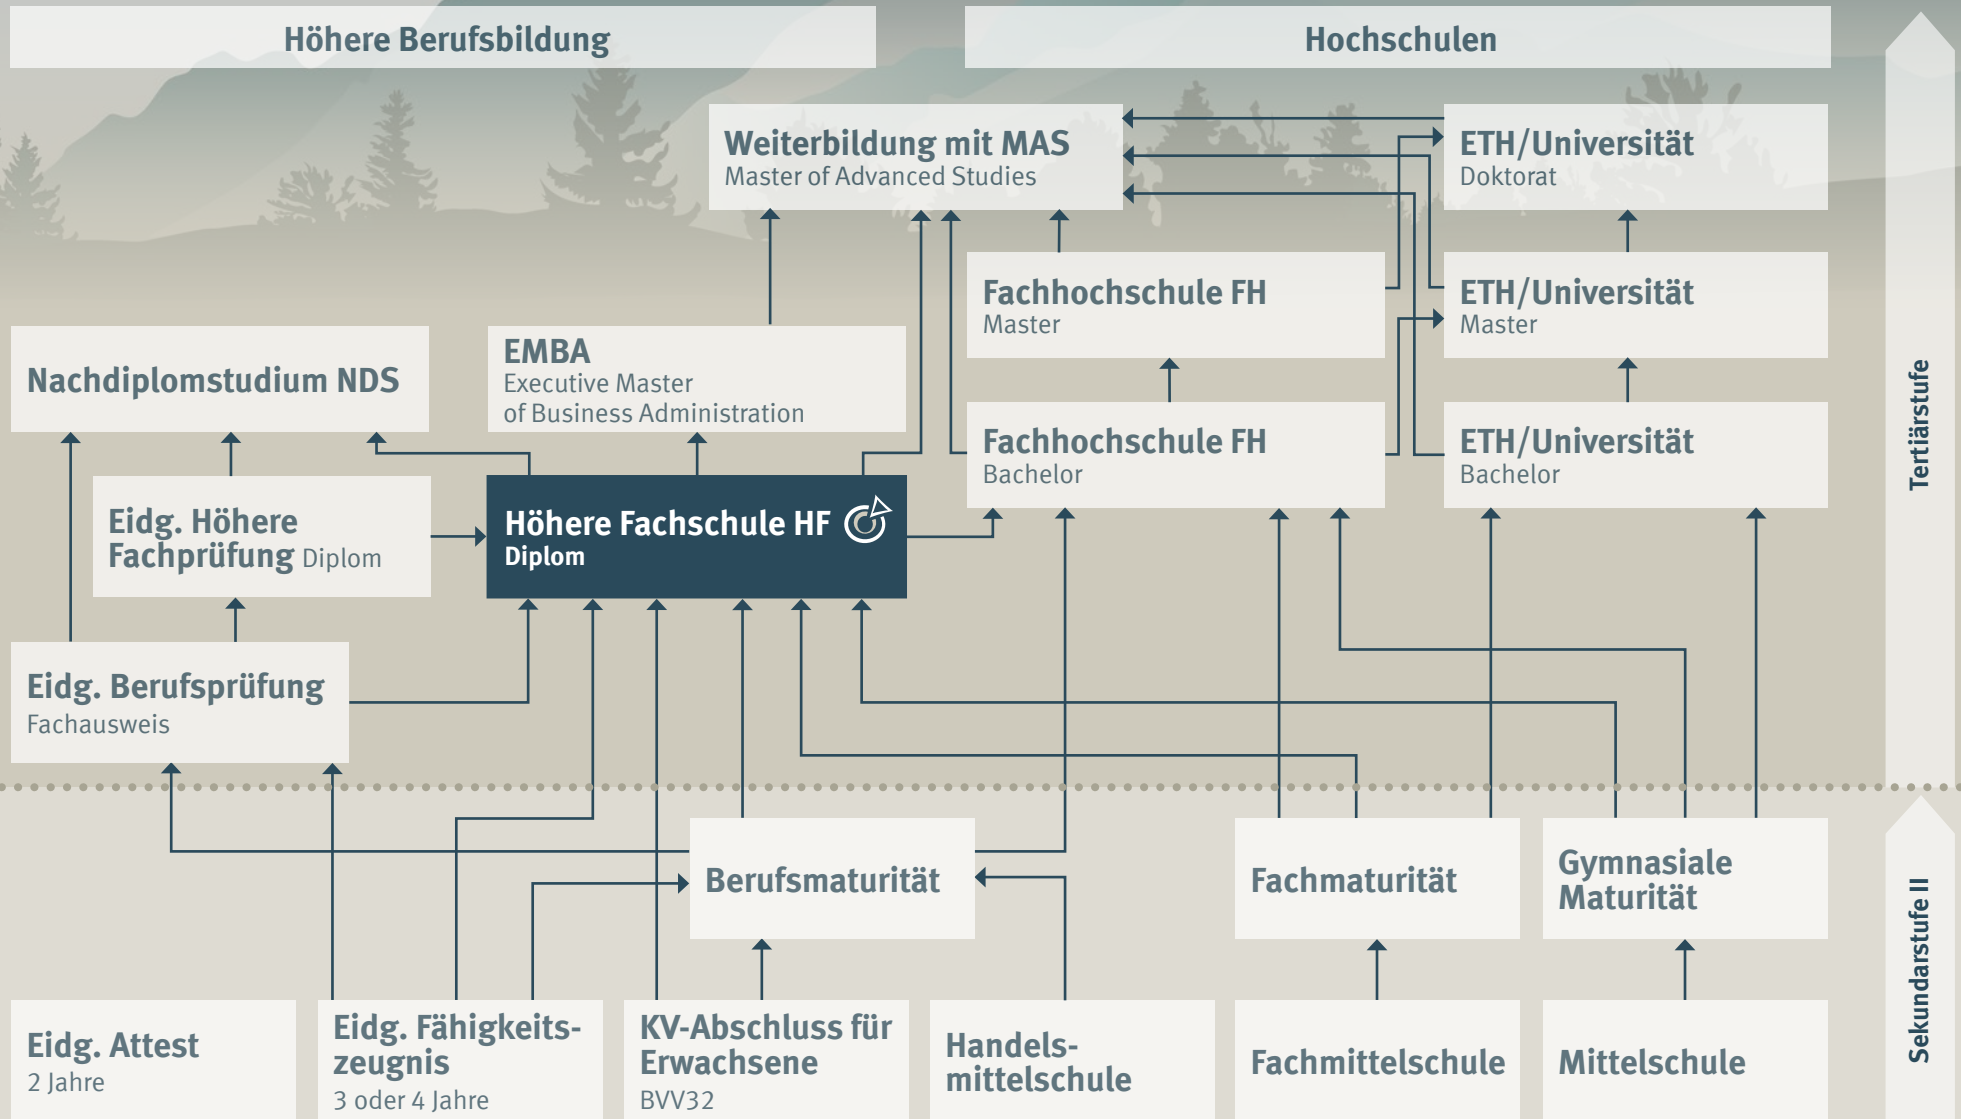 Höhere Berufsbildung
Hochschulen
Weiterbildung mit MAS
Master of Advanced Studies
ETH/Universität
Doktorat
Fachhochschule FH
Master
ETH/Universität
Master
Nachdiplomstudium NDS
EMBA
Executive Master
of Business Administration
Fachhochschule FH
Bachelor
ETH/Universität
Bachelor
Eidg. Höhere
Fachprüfung Diplom
Höhere Fachschule HF
Diplom
Eidg. Berufsprüfung
Fachausweis
Tertiärstufe
Berufsmaturität
Fachmaturität
Gymnasiale
Maturität
Eidg. Attest
2 Jahre
Eidg. Fähigkeits-
zeugnis
3 oder 4 Jahre
KV-Abschluss für
Erwachsene
BVV32
Handels-
mittelschule
Fachmittelschule
Mittelschule
Sekundarstufe II